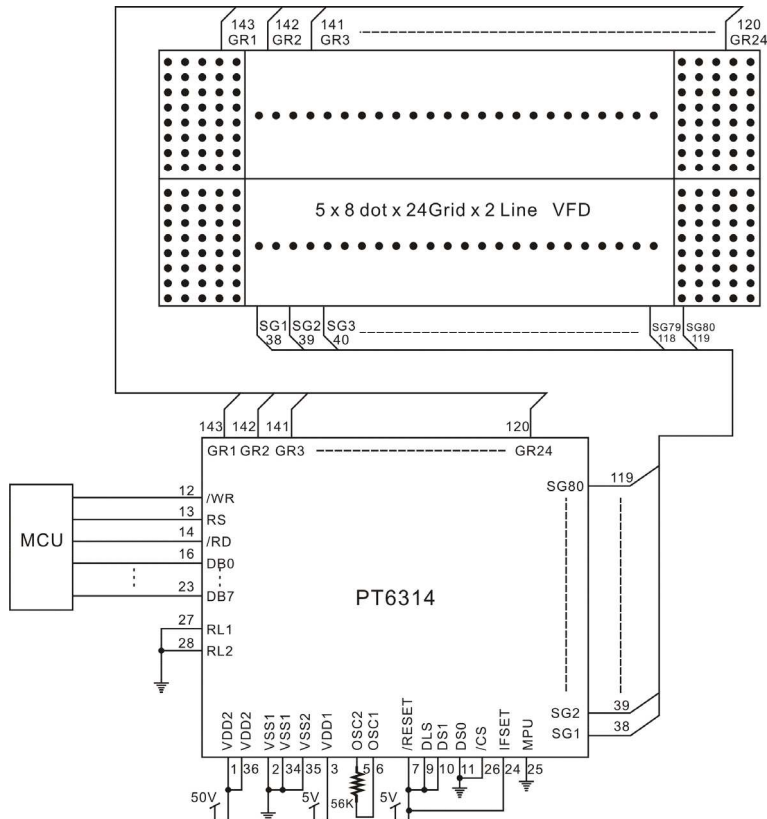 143 142 141 120
GR1 GR2 GR3 GR24
5 x 8 dot x 24Grid x 2 Line VFD
SG1 SG2 SG3 SG79 SG80
38 39 40 118 119
143 142 141 120
GR1 GR2 GR3 GR24
SG80 119
12 /WR
13 RS
14 /RD
MCU
16 DB0
23 DB7
PT6314
27 RL1
28 RL2
SG2 39
SG1 38
VDD2 VDD2 VSS1 VSS1 VSS2 VDD1 OSC2 OSC1 /RESET DLS DS1 DS0 /CS IFSET MPU
1 36 2 34 35 3 5 6 7 9 10 11 26 24 25
50V 5V 56K 5V